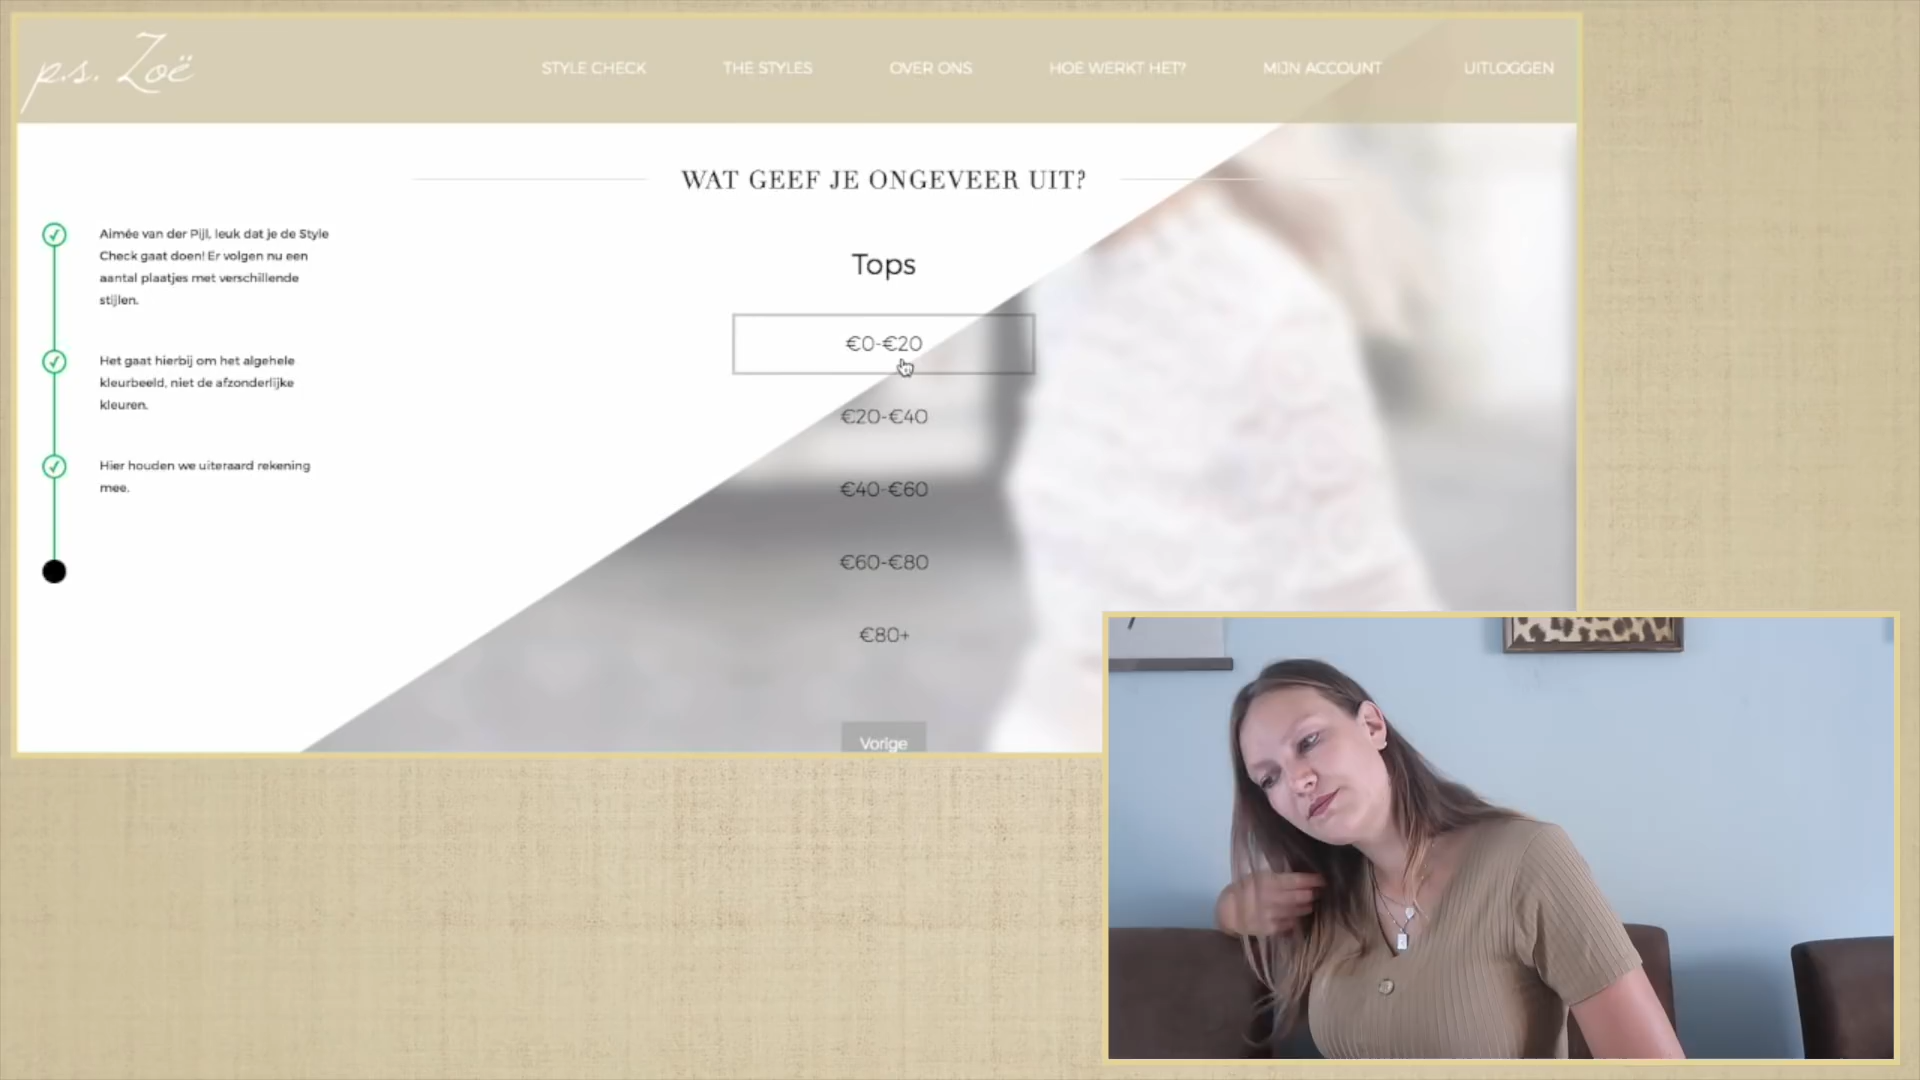 p.s. Zoë
STYLE CHECK
THE STYLES
OVER ONS
HOE WERKT HET?
MIJN ACCOUNT
UITLOGGEN
WAT GEEF JE ONGEVEER UIT?
Aimée van der Pijl, leuk dat je de Style
Check gaat doen! Er volgen nu een
aantal plaatjes met verschillende
stijlen.
Het gaat hierbij om het algehele
kleurbeeld, niet de afzonderlijke
kleuren.
Hier houden we uiteraard rekening
mee.
Tops
€0-€20
€20-€40
€40-€60
€60-€80
€80+
Vorige